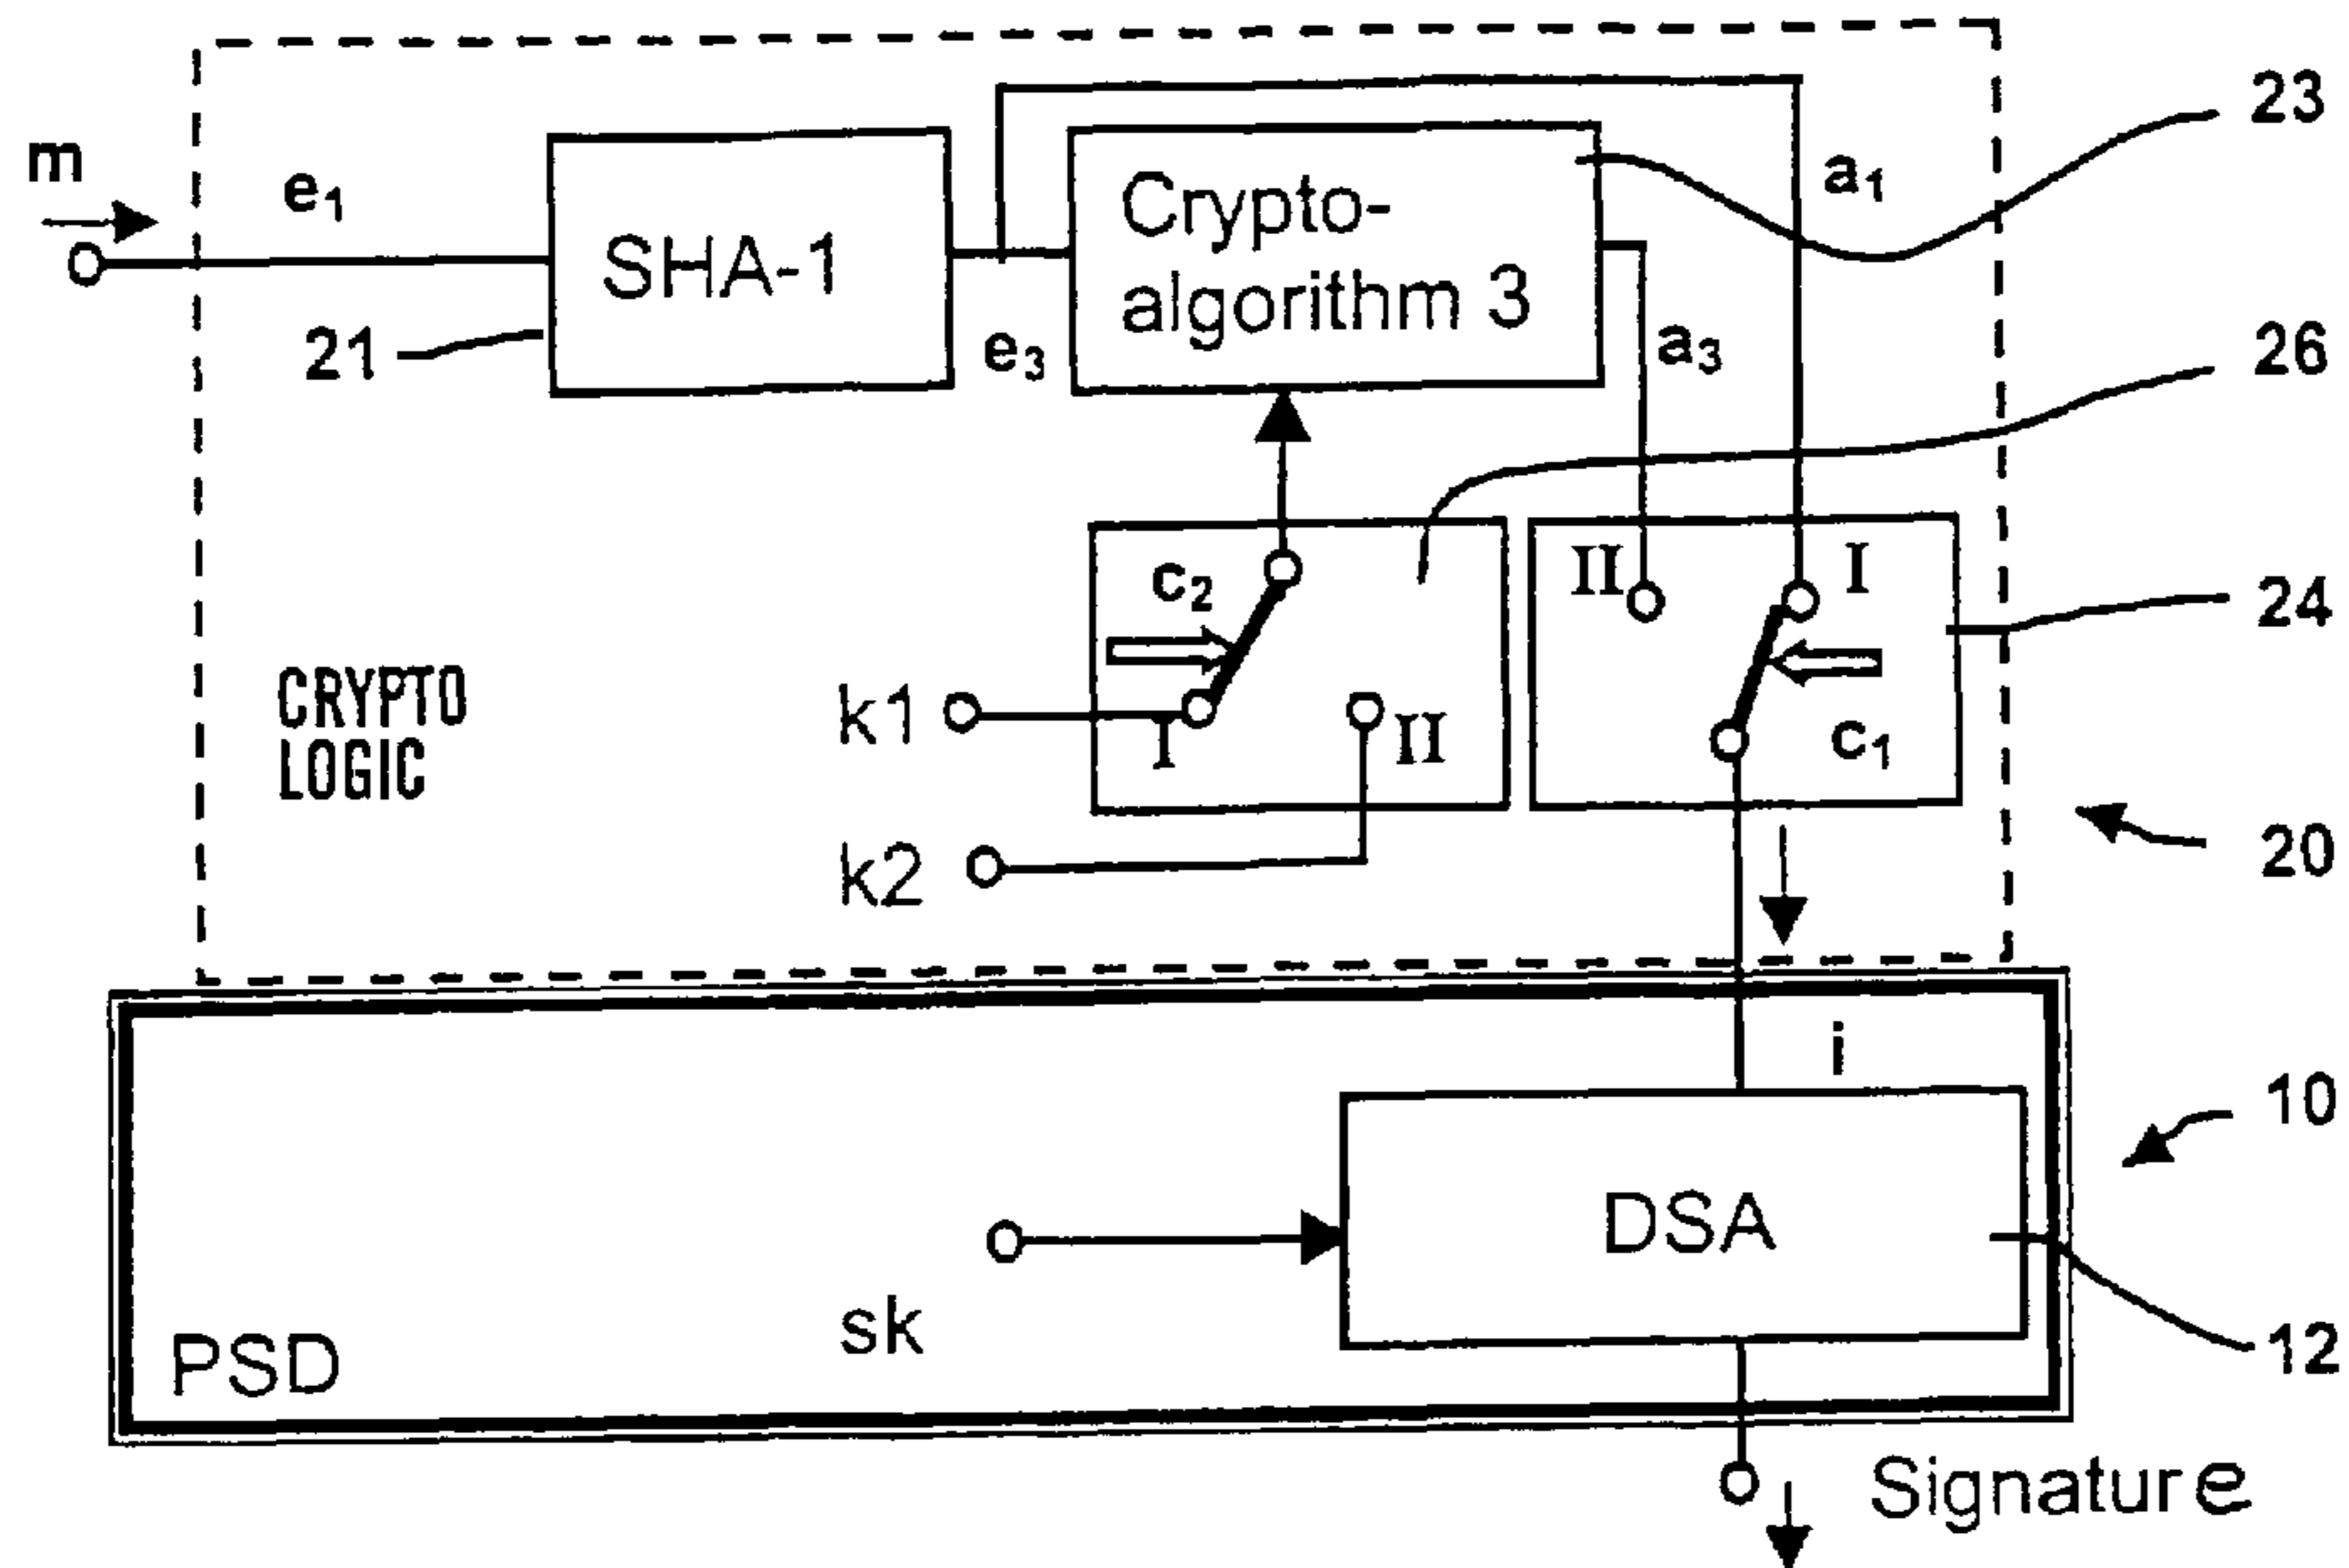 m
e₁
SHA-1
21
e₃
Crypto-
algorithm 3
a₁
a₃
23
26
CRYPTO
LOGIC
c₂
I
II
k1
k2
II
I
c₁
24
20
i
10
DSA
sk
PSD
12
Signature